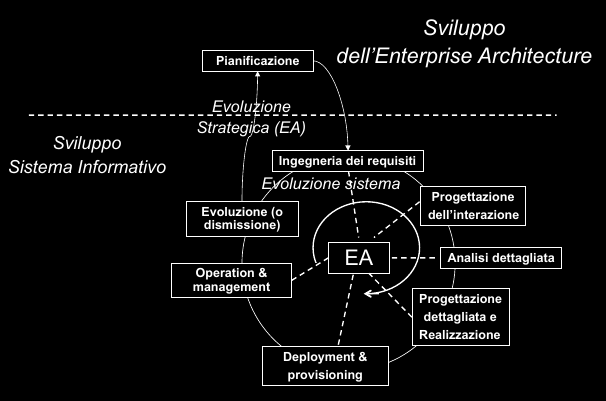 Sviluppo
dell'Enterprise Architecture
Pianificazione
Evoluzione
Strategica (EA)
Sviluppo
Sistema Informativo
Ingegneria dei requisiti
Evoluzione sistema
Progettazione
dell'interazione
Evoluzione (o
dismissione)
EA
Analisi dettagliata
Operation &
management
Progettazione
dettagliata e
Realizzazione
Deployment &
provisioning